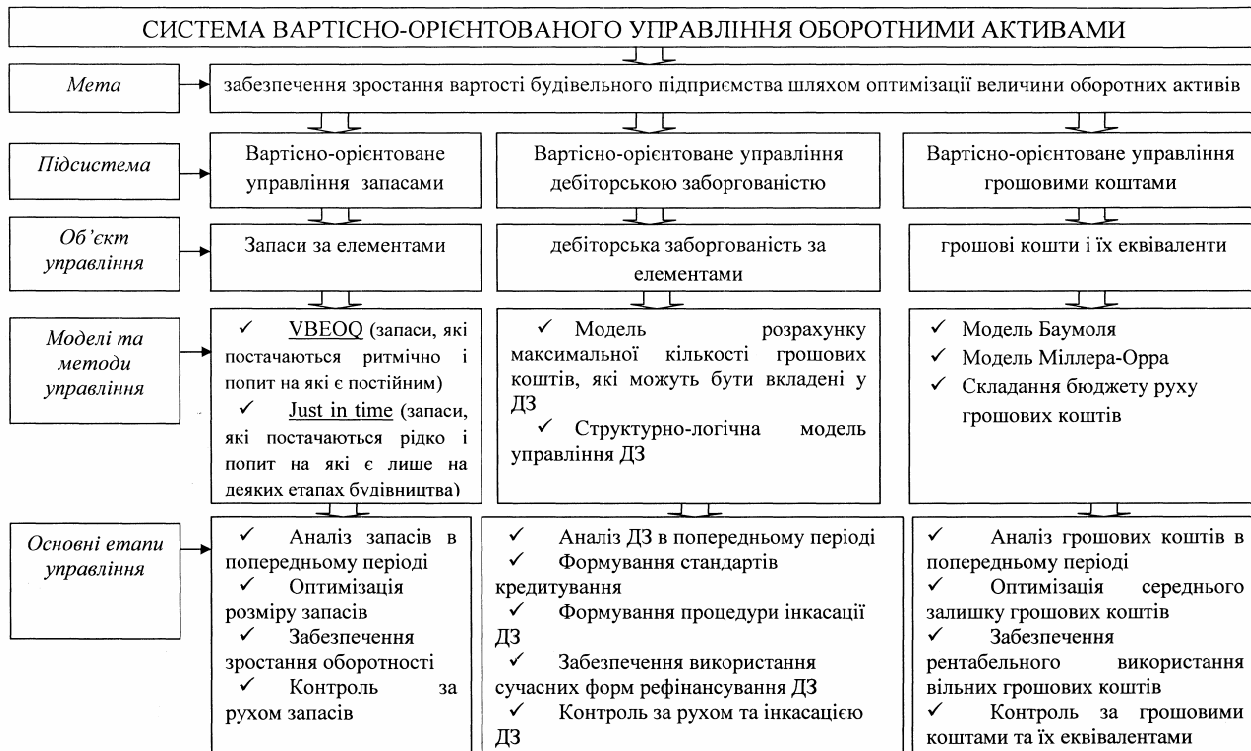 СИСТЕМА ВАРТІСНО-ОРІЄНТОВАНОГО УПРАВЛІННЯ ОБОРОТНИМИ АКТИВАМИ
Мета
забезпечення зростання вартості будівельного підприємства шляхом оптимізації величини оборотних активів
Підсистема
Вартісно-орієнтоване
управління запасами
Вартісно-орієнтоване управління
дебіторською заборгованістю
Вартісно-орієнтоване управління
грошовими коштами
Об’єкт
управління
Запаси за елементами
дебіторська заборгованість за
елементами
грошові кошти і їх еквіваленти
Моделі та
методи
управління
✓ VBEOQ (запаси, які
постачаються ритмічно і
попит на які є постійним)
✓ Just in time (запаси,
які постачаються рідко і
попит на які є лише на
деяких етапах будівництва)
✓ Модель розрахунку
максимальної кількості грошових
коштів, які можуть бути вкладені у
ДЗ
✓ Структурно-логічна модель
управління ДЗ
✓ Модель Баумоля
✓ Модель Міллера-Орра
✓ Складання бюджету руху
грошових коштів
Основні етапи
управління
✓ Аналіз запасів в
попередньому періоді
✓ Оптимізація
розміру запасів
✓ Забезпечення
зростання оборотності
✓ Контроль за
рухом запасів
✓ Аналіз ДЗ в попередньому періоді
✓ Формування стандартів
кредитування
✓ Формування процедури інкасації
ДЗ
✓ Забезпечення використання
сучасних форм рефінансування ДЗ
✓ Контроль за рухом та інкасацією
ДЗ
✓ Аналіз грошових коштів в
попередньому періоді
✓ Оптимізація середнього
залишку грошових коштів
✓ Забезпечення
рентабельного використання
вільних грошових коштів
✓ Контроль за грошовими
коштами та їх еквівалентами